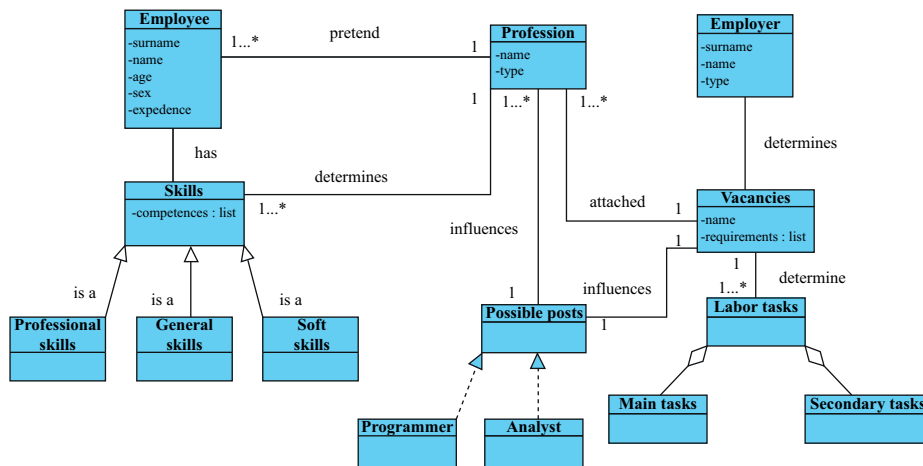 Employee
-surname
-name
-age
-sex
-expedence
1...*
pretend
1
Profession
-name
-type
Employer
-surname
-name
-type
1
1...*
1...*
has
determines
determines
Skills
-competences : list
1...*
attached
1
Vacancies
-name
-requirements : list
influences
1
1
determine
1...*
is a
is a
is a
influences
1
1
Professional
skills
General
skills
Soft
skills
Possible posts
Labor tasks
Main tasks
Secondary tasks
Programmer
Analyst